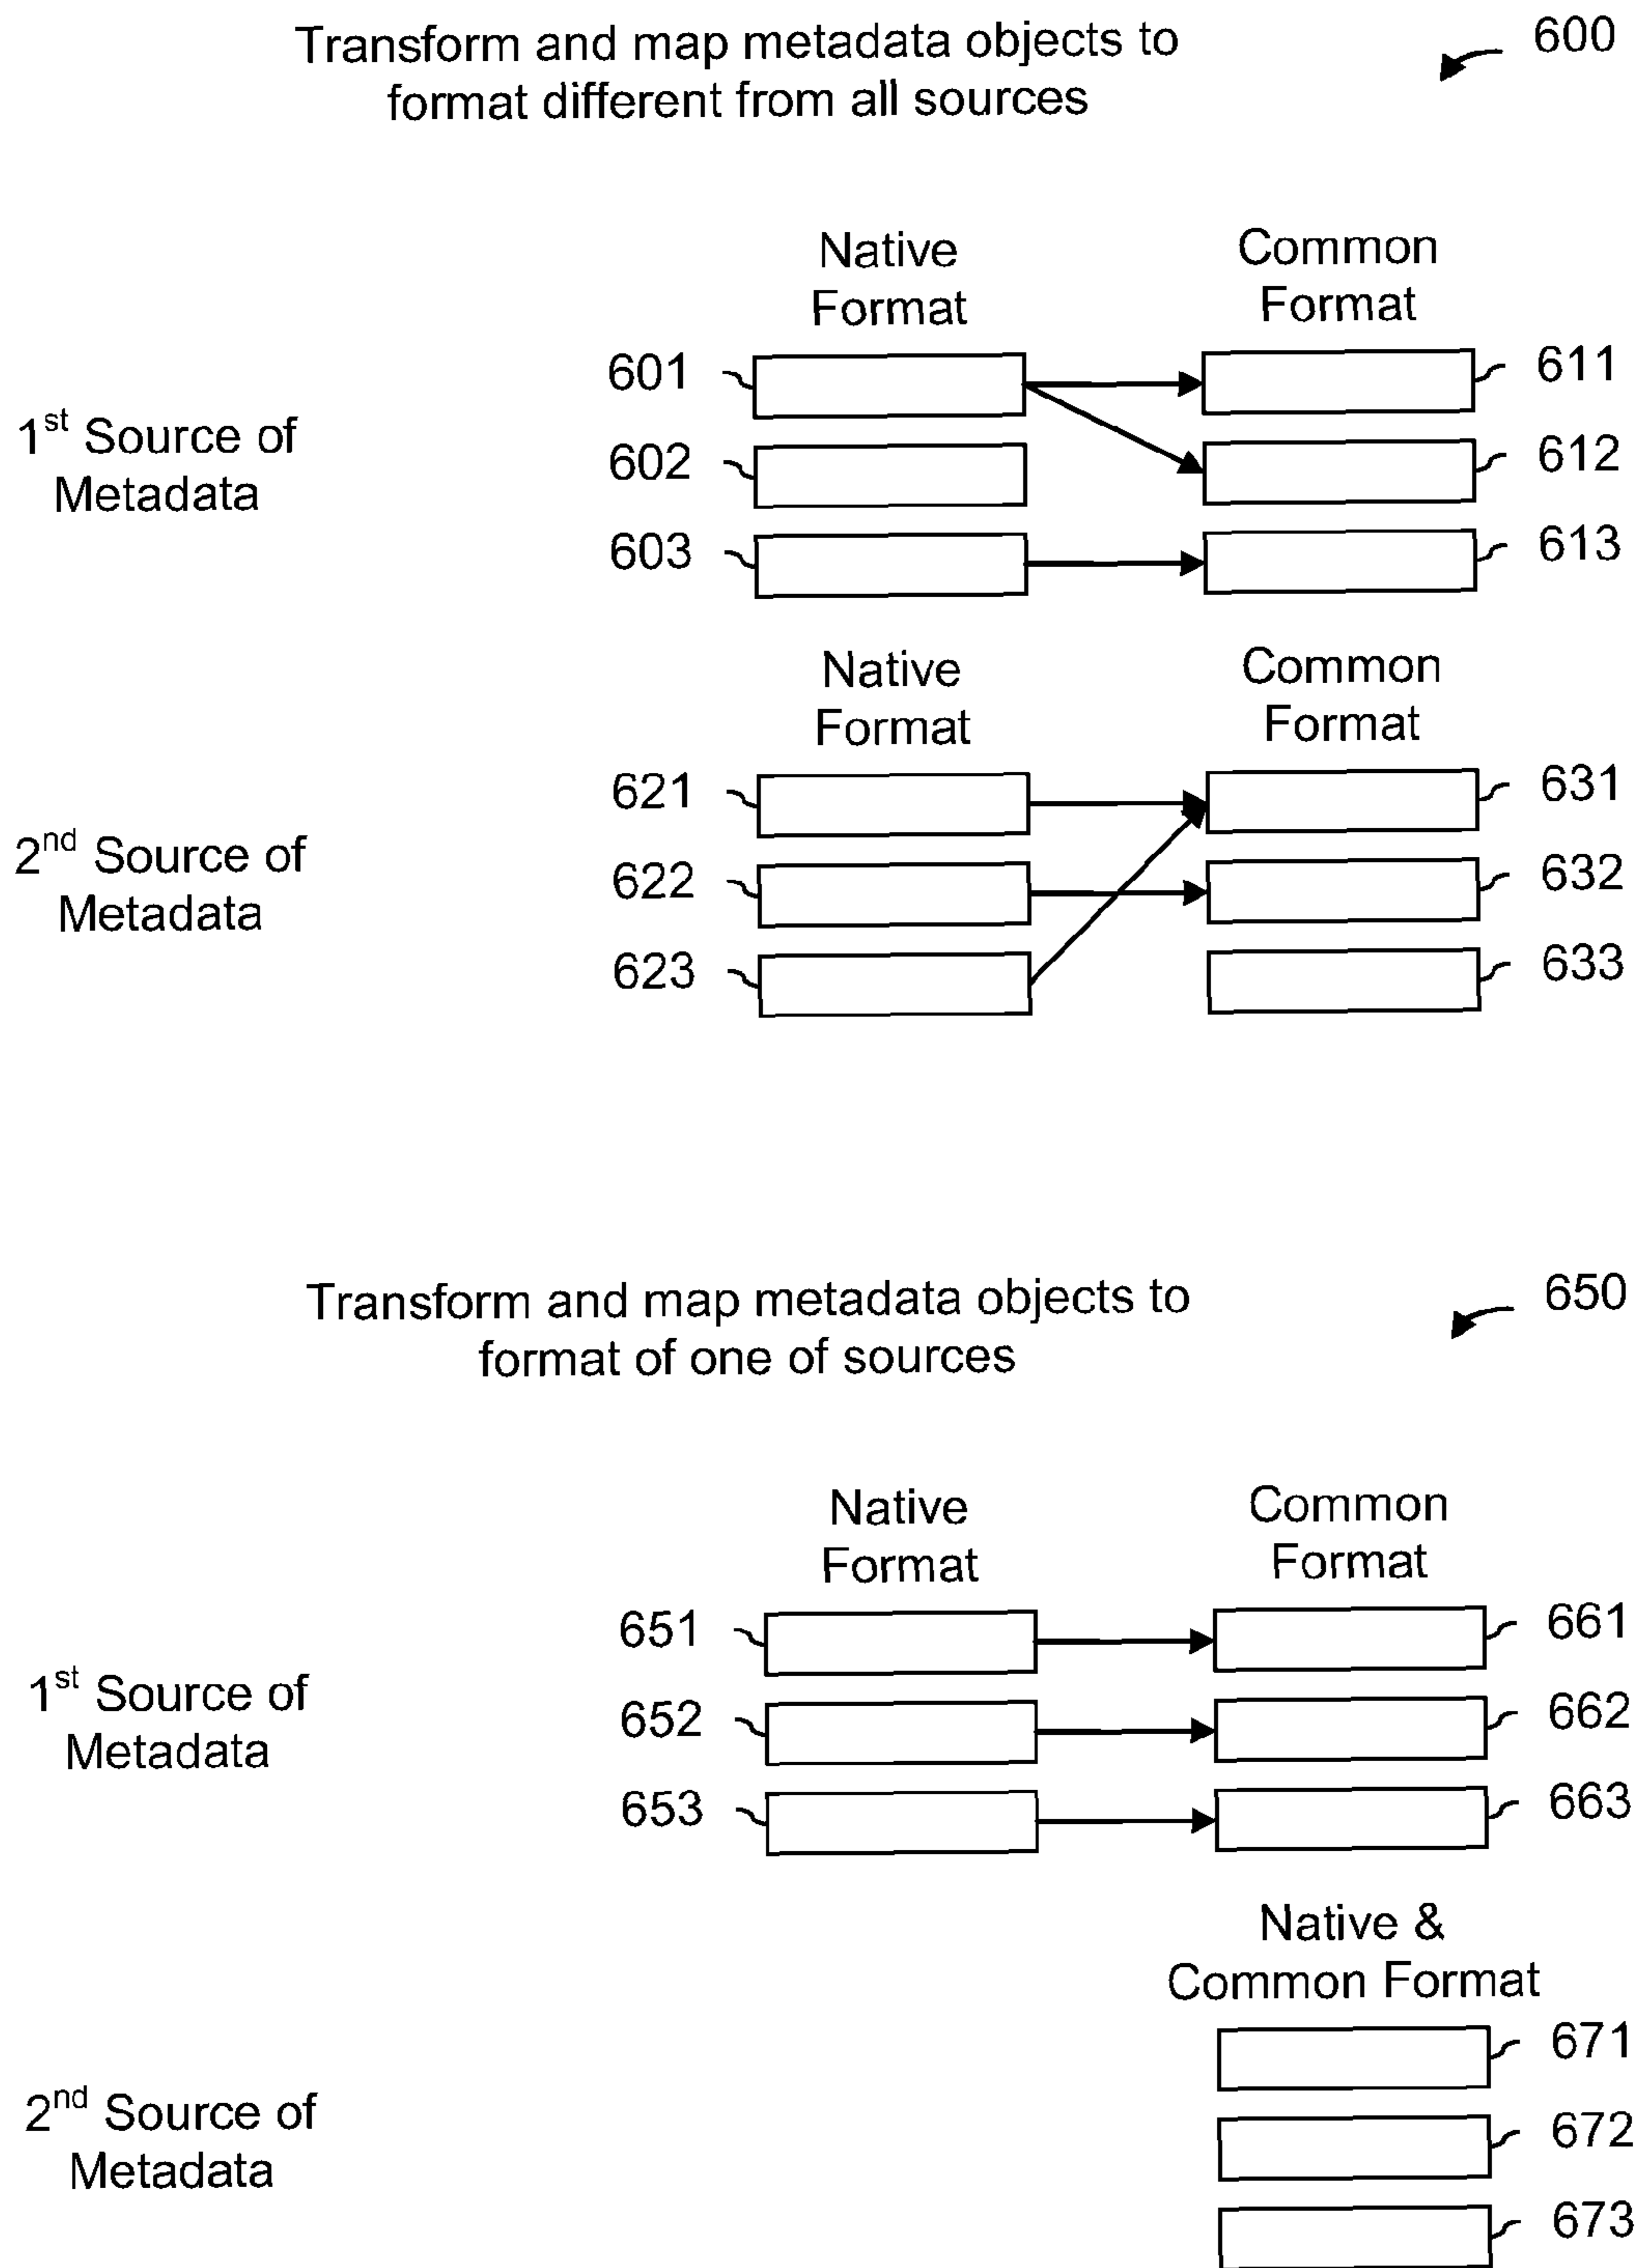 Transform and map metadata objects to
format different from all sources
600
Native
Format
Common
Format
1st Source of
Metadata
601
611
602
612
603
613
Native
Format
Common
Format
2nd Source of
Metadata
621
631
622
632
623
633
Transform and map metadata objects to
format of one of sources
650
Native
Format
Common
Format
1st Source of
Metadata
651
661
652
662
653
663
Native &
Common Format
2nd Source of
Metadata
671
672
673